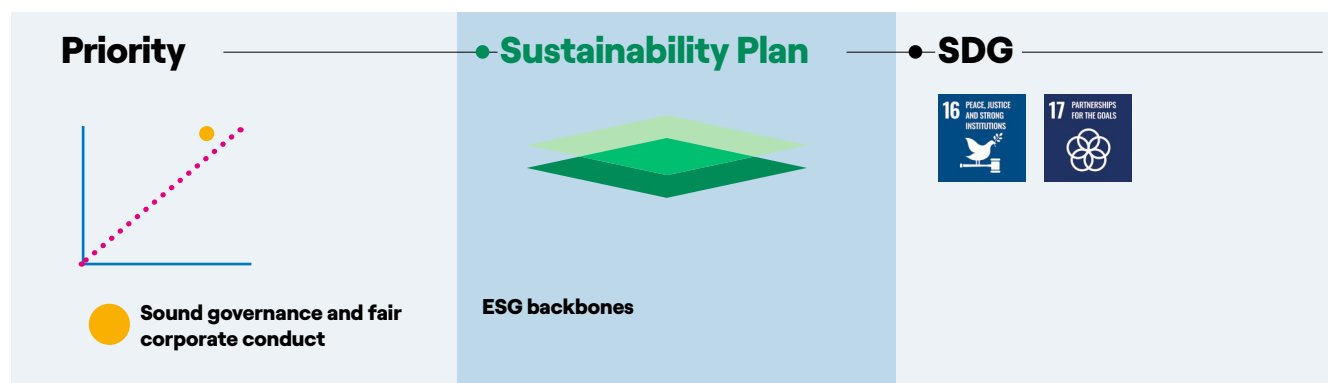 Priority
Sustainability Plan
SDG
16 PEACE, JUSTICE
AND STRONG
INSTITUTIONS
17 PARTNERSHIPS
FOR THE GOALS
Sound governance and fair
corporate conduct
ESG backbones